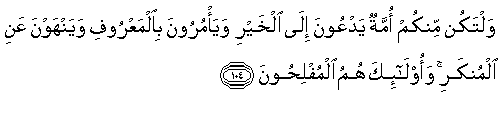 وَلْتَكُن مِّنكُمْ أُمَّةٌ يَدْعُونَ إِلَى ٱلْخَيْرِ وَيَأْمُرُونَ بِٱلْمَعْرُوفِ وَيَنْهَوْنَ عَنِ
ٱلْمُنكَرِ ۚ وَأُو۟لَـٰٓئِكَ هُمُ ٱلْمُفْلِحُونَ ١٠٤